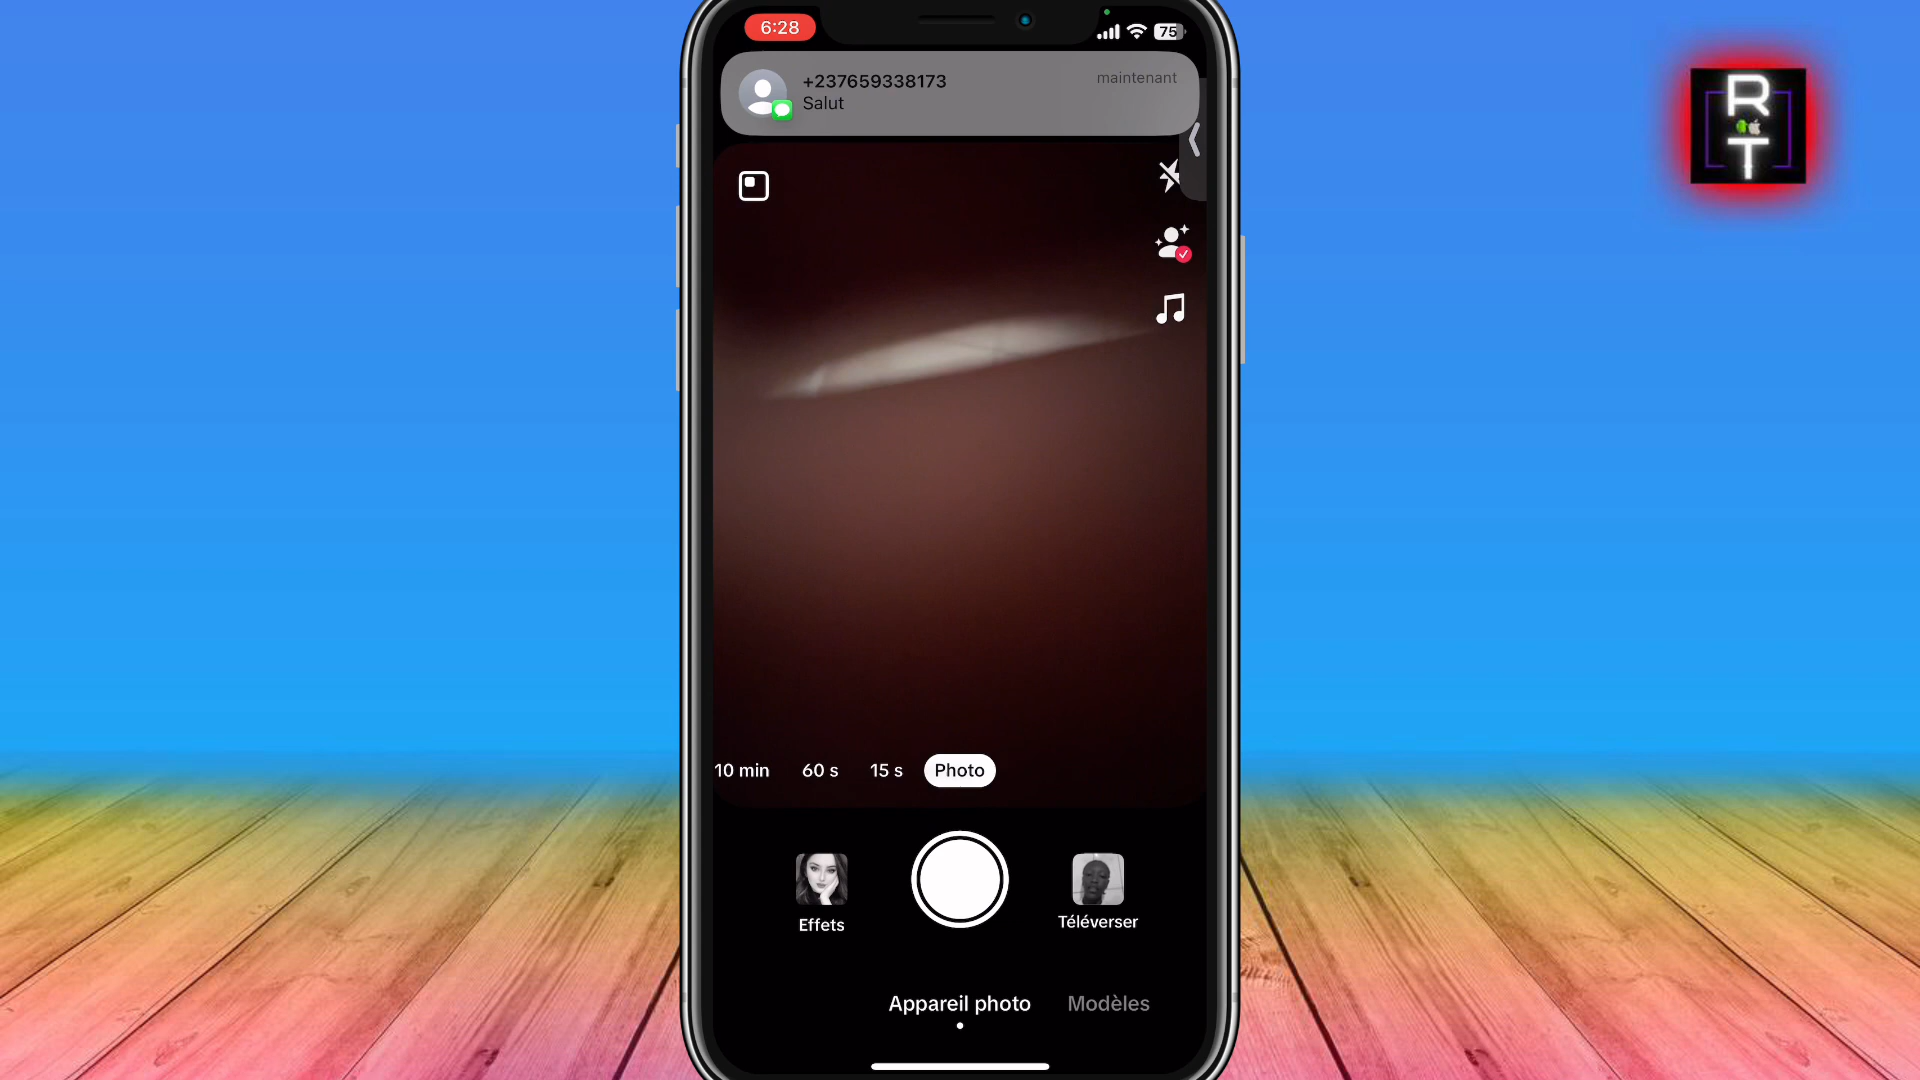 6:28
75
+237659338173
maintenant
Salut
R
T
10 min
60 s
15 s
Photo
Effets
Téléverser
Appareil photo
Modèles